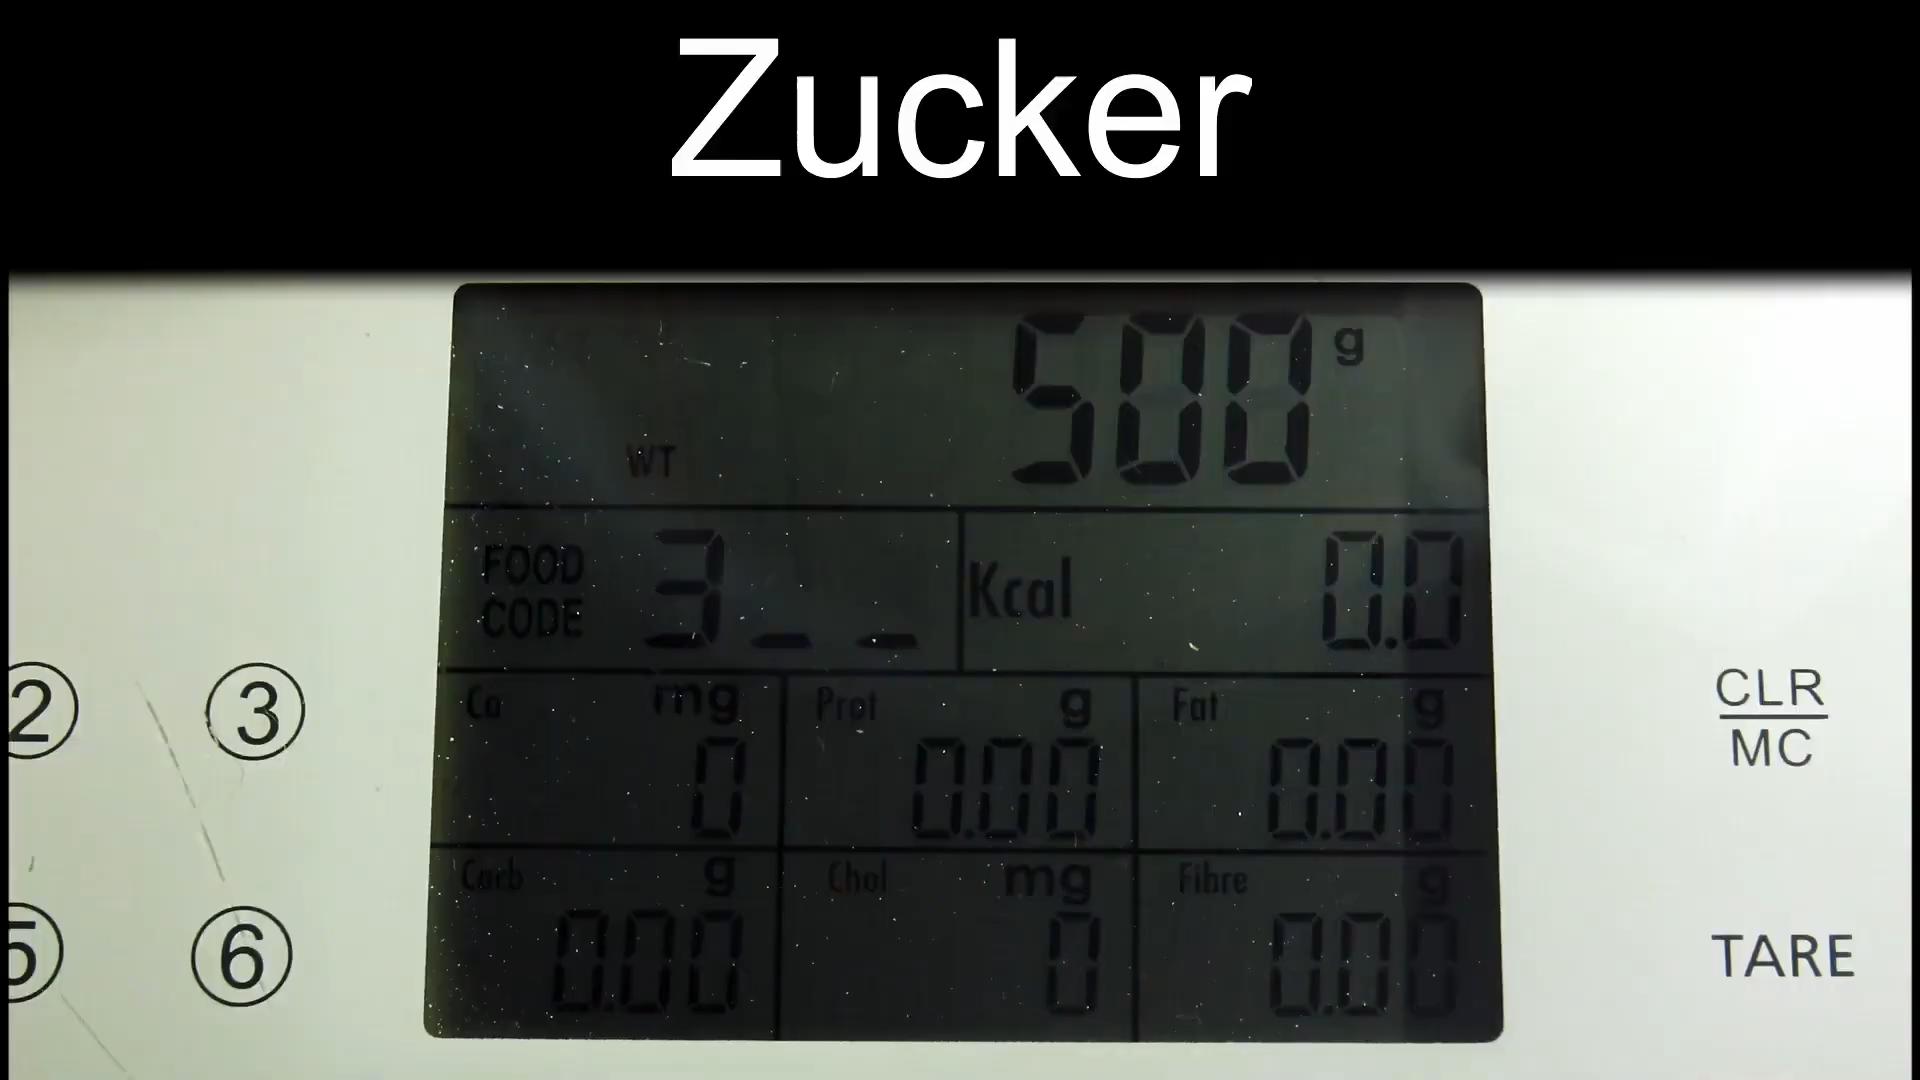 Zucker
500 g
WT
FOOD CODE 3__
Kcal 0.0
Ca mg Prot g Fat g
0 0.00 0.00
Carb g Chol mg Fibre g
0.00 0 0.00
2 3
CLR
MC
5 6
TARE